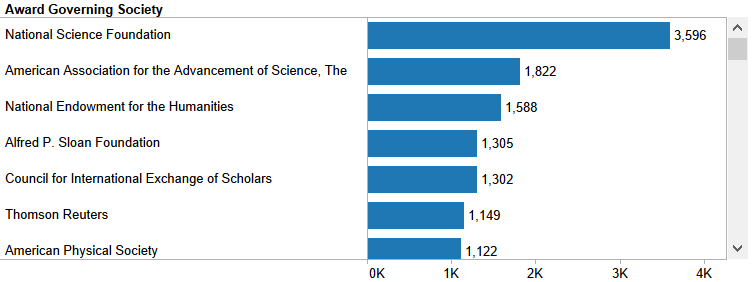 Award Governing Society
National Science Foundation 3,596
American Association for the Advancement of Science, The 1,822
National Endowment for the Humanities 1,588
Alfred P. Sloan Foundation 1,305
Council for International Exchange of Scholars 1,302
Thomson Reuters 1,149
American Physical Society 1,122
0K 1K 2K 3K 4K